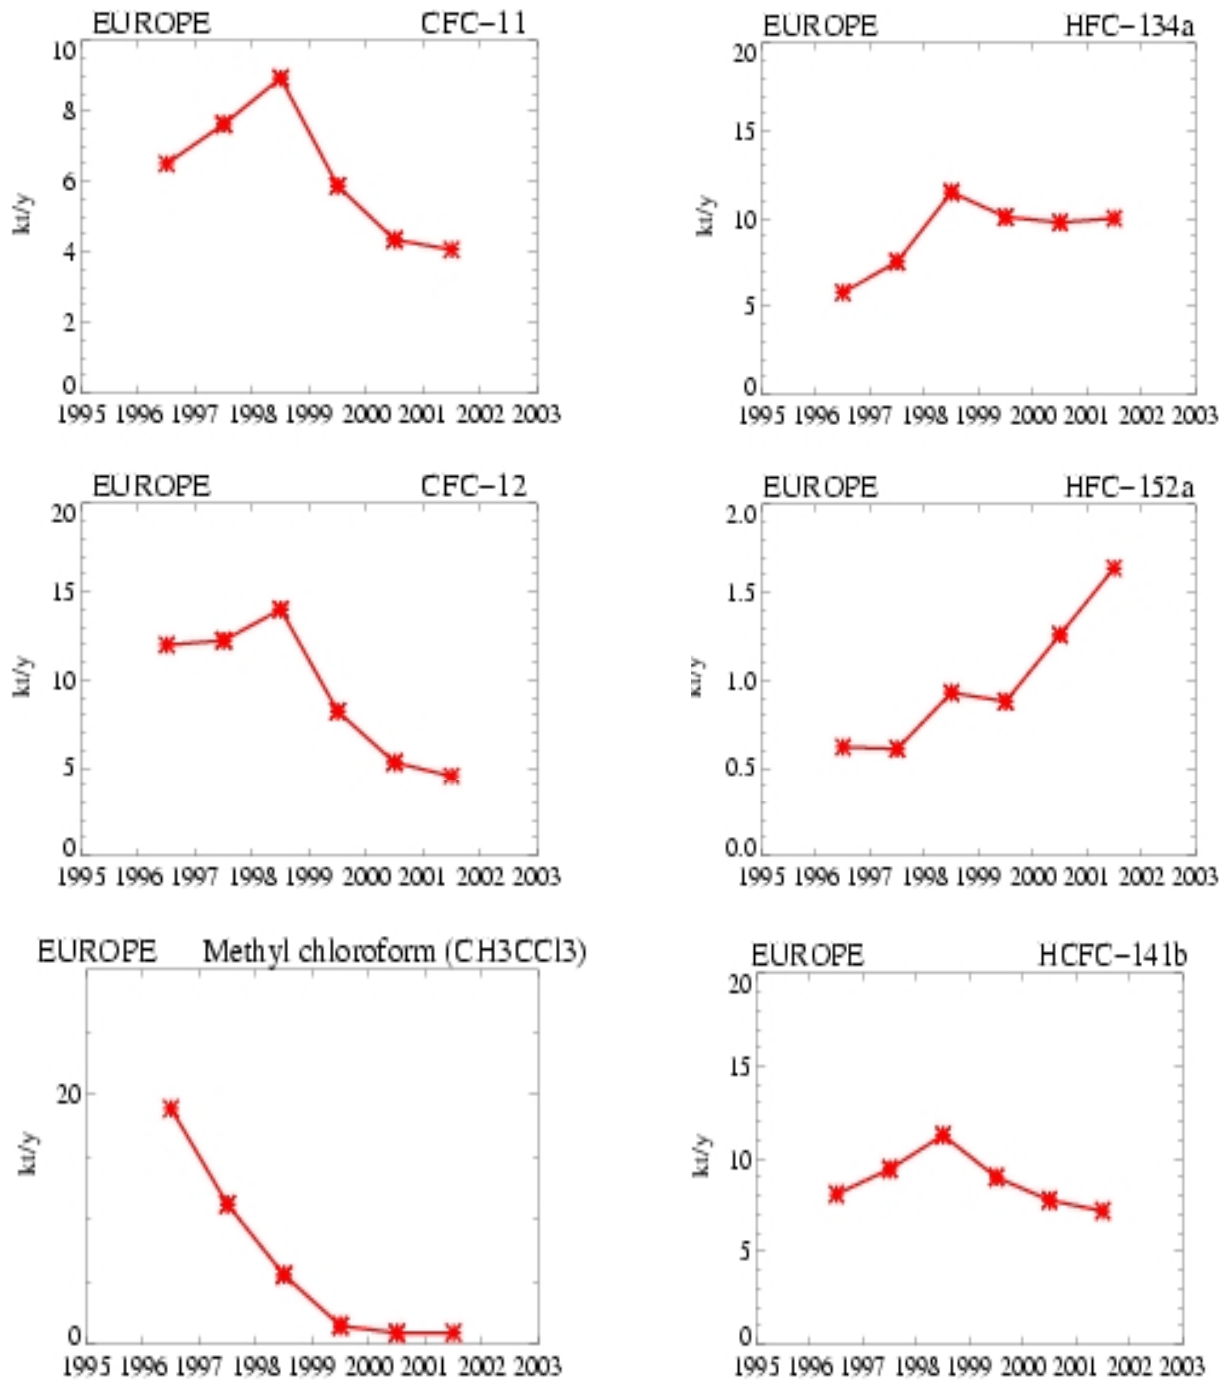 EUROPE CFC-11
10
8
6
4
2
0
kt/y
1995 1996 1997 1998 1999 2000 2001 2002 2003
EUROPE HFC-134a
20
15
10
5
0
kt/y
1995 1996 1997 1998 1999 2000 2001 2002 2003
EUROPE CFC-12
20
15
10
5
0
kt/y
1995 1996 1997 1998 1999 2000 2001 2002 2003
EUROPE HFC-152a
2.0
1.5
1.0
0.5
0.0
kt/y
1995 1996 1997 1998 1999 2000 2001 2002 2003
EUROPE Methyl chloroform (CH3CCl3)
20
0
kt/y
1995 1996 1997 1998 1999 2000 2001 2002 2003
EUROPE HCFC-141b
20
15
10
5
0
kt/y
1995 1996 1997 1998 1999 2000 2001 2002 2003